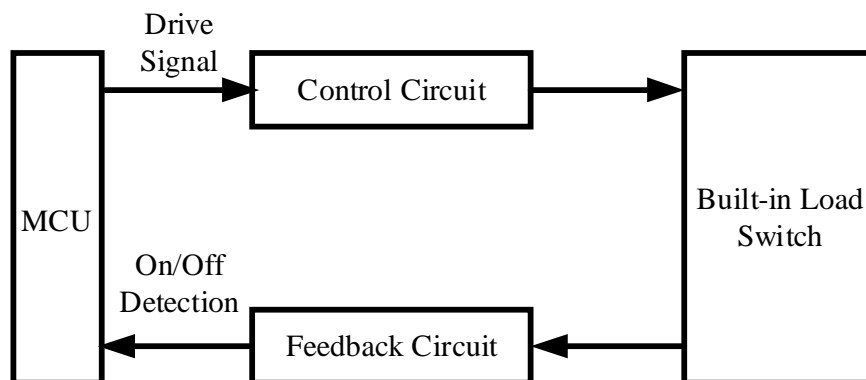 Drive
Signal
Control Circuit
MCU
Built-in Load
Switch
On/Off
Detection
Feedback Circuit